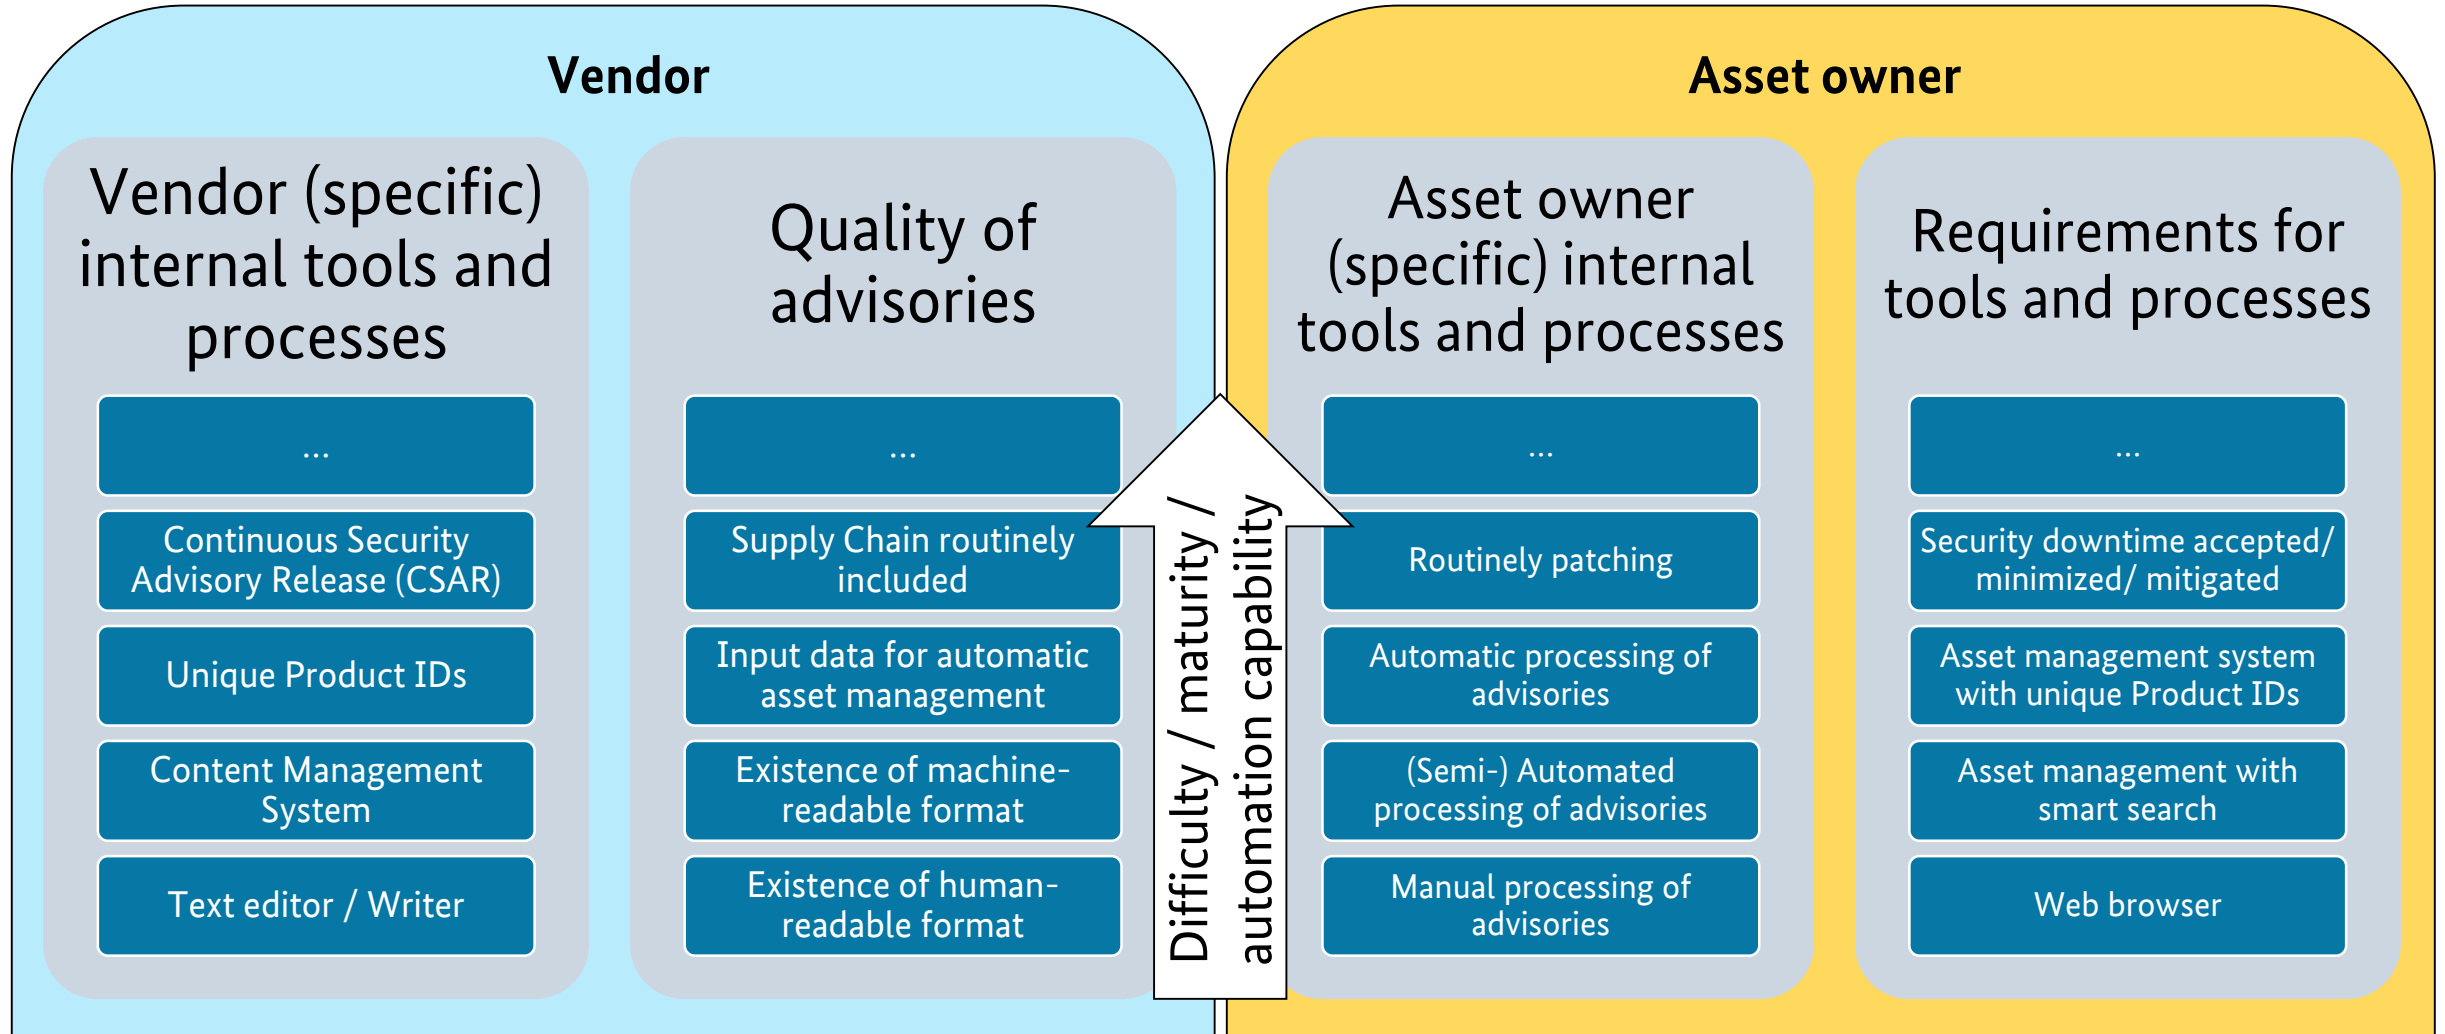 Vendor
Vendor (specific)
internal tools and
processes
...
Continuous Security
Advisory Release (CSAR)
Unique Product IDs
Content Management
System
Text editor / Writer
Quality of
advisories
...
Supply Chain routinely
included
Input data for automatic
asset management
Existence of machine-
readable format
Existence of human-
readable format
Difficulty / maturity /
automation capability
Asset owner
Asset owner
(specific) internal
tools and processes
...
Routinely patching
Automatic processing of
advisories
(Semi-) Automated
processing of advisories
Manual processing of
advisories
Requirements for
tools and processes
...
Security downtime accepted/
minimized/ mitigated
Asset management system
with unique Product IDs
Asset management with
smart search
Web browser